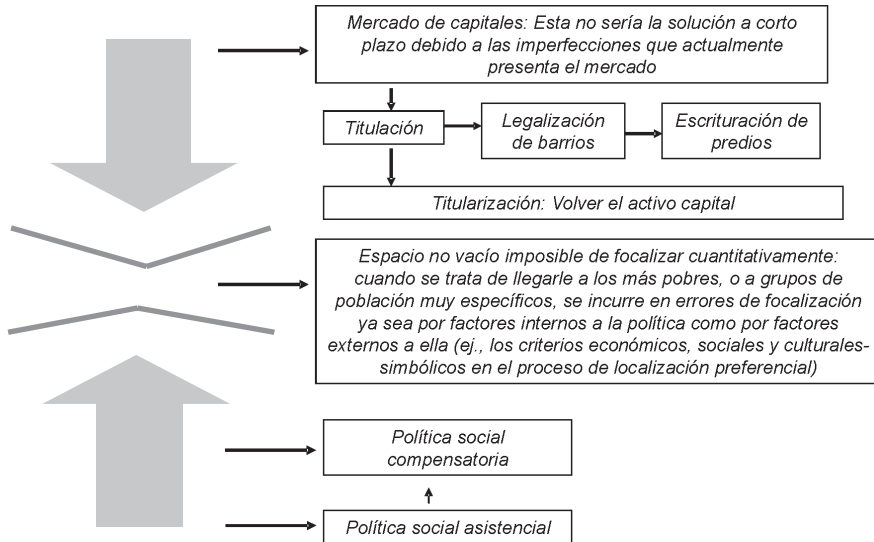 Mercado de capitales: Esta no sería la solución a corto
plazo debido a las imperfecciones que actualmente
presenta el mercado
Titulación
Legalización
de barrios
Escrituración de
predios
Titularización: Volver el activo capital
Espacio no vacío imposible de focalizar cuantitativamente:
cuando se trata de llegarle a los más pobres, o a grupos de
población muy específicos, se incurre en errores de focalización
ya sea por factores internos a la política como por factores
externos a ella (ej., los criterios económicos, sociales y culturales-
simbólicos en el proceso de localización preferencial)
Política social
compensatoria
Política social asistencial